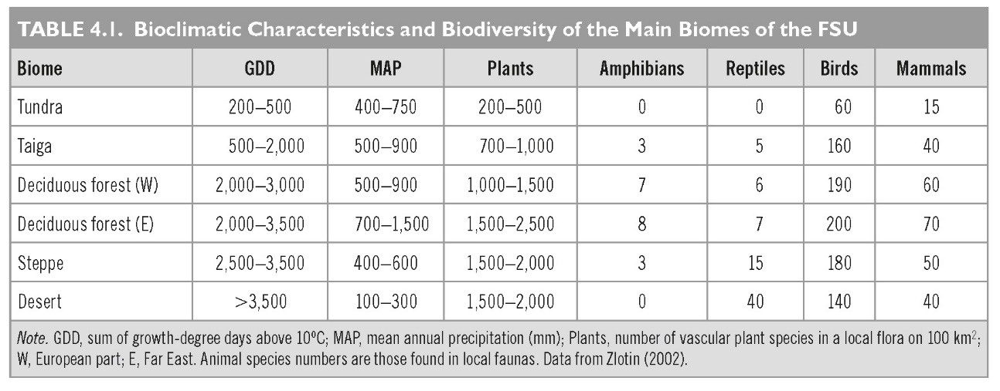 TABLE 4.1. Bioclimatic Characteristics and Biodiversity of the Main Biomes of the FSU
Biome GDD MAP Plants Amphibians Reptiles Birds Mammals
Tundra 200–500 400–750 200–500 0 0 60 15
Taiga 500–2,000 500–900 700–1,000 3 5 160 40
Deciduous forest (W) 2,000–3,000 500–900 1,000–1,500 7 6 190 60
Deciduous forest (E) 2,000–3,500 700–1,500 1,500–2,500 8 7 200 70
Steppe 2,500–3,500 400–600 1,500–2,000 3 15 180 50
Desert >3,500 100–300 1,500–2,000 0 40 140 40
Note. GDD, sum of growth-degree days above 10ºC; MAP, mean annual precipitation (mm); Plants, number of vascular plant species in a local flora on 100 km²;
W, European part; E, Far East. Animal species numbers are those found in local faunas. Data from Zlotin (2002).